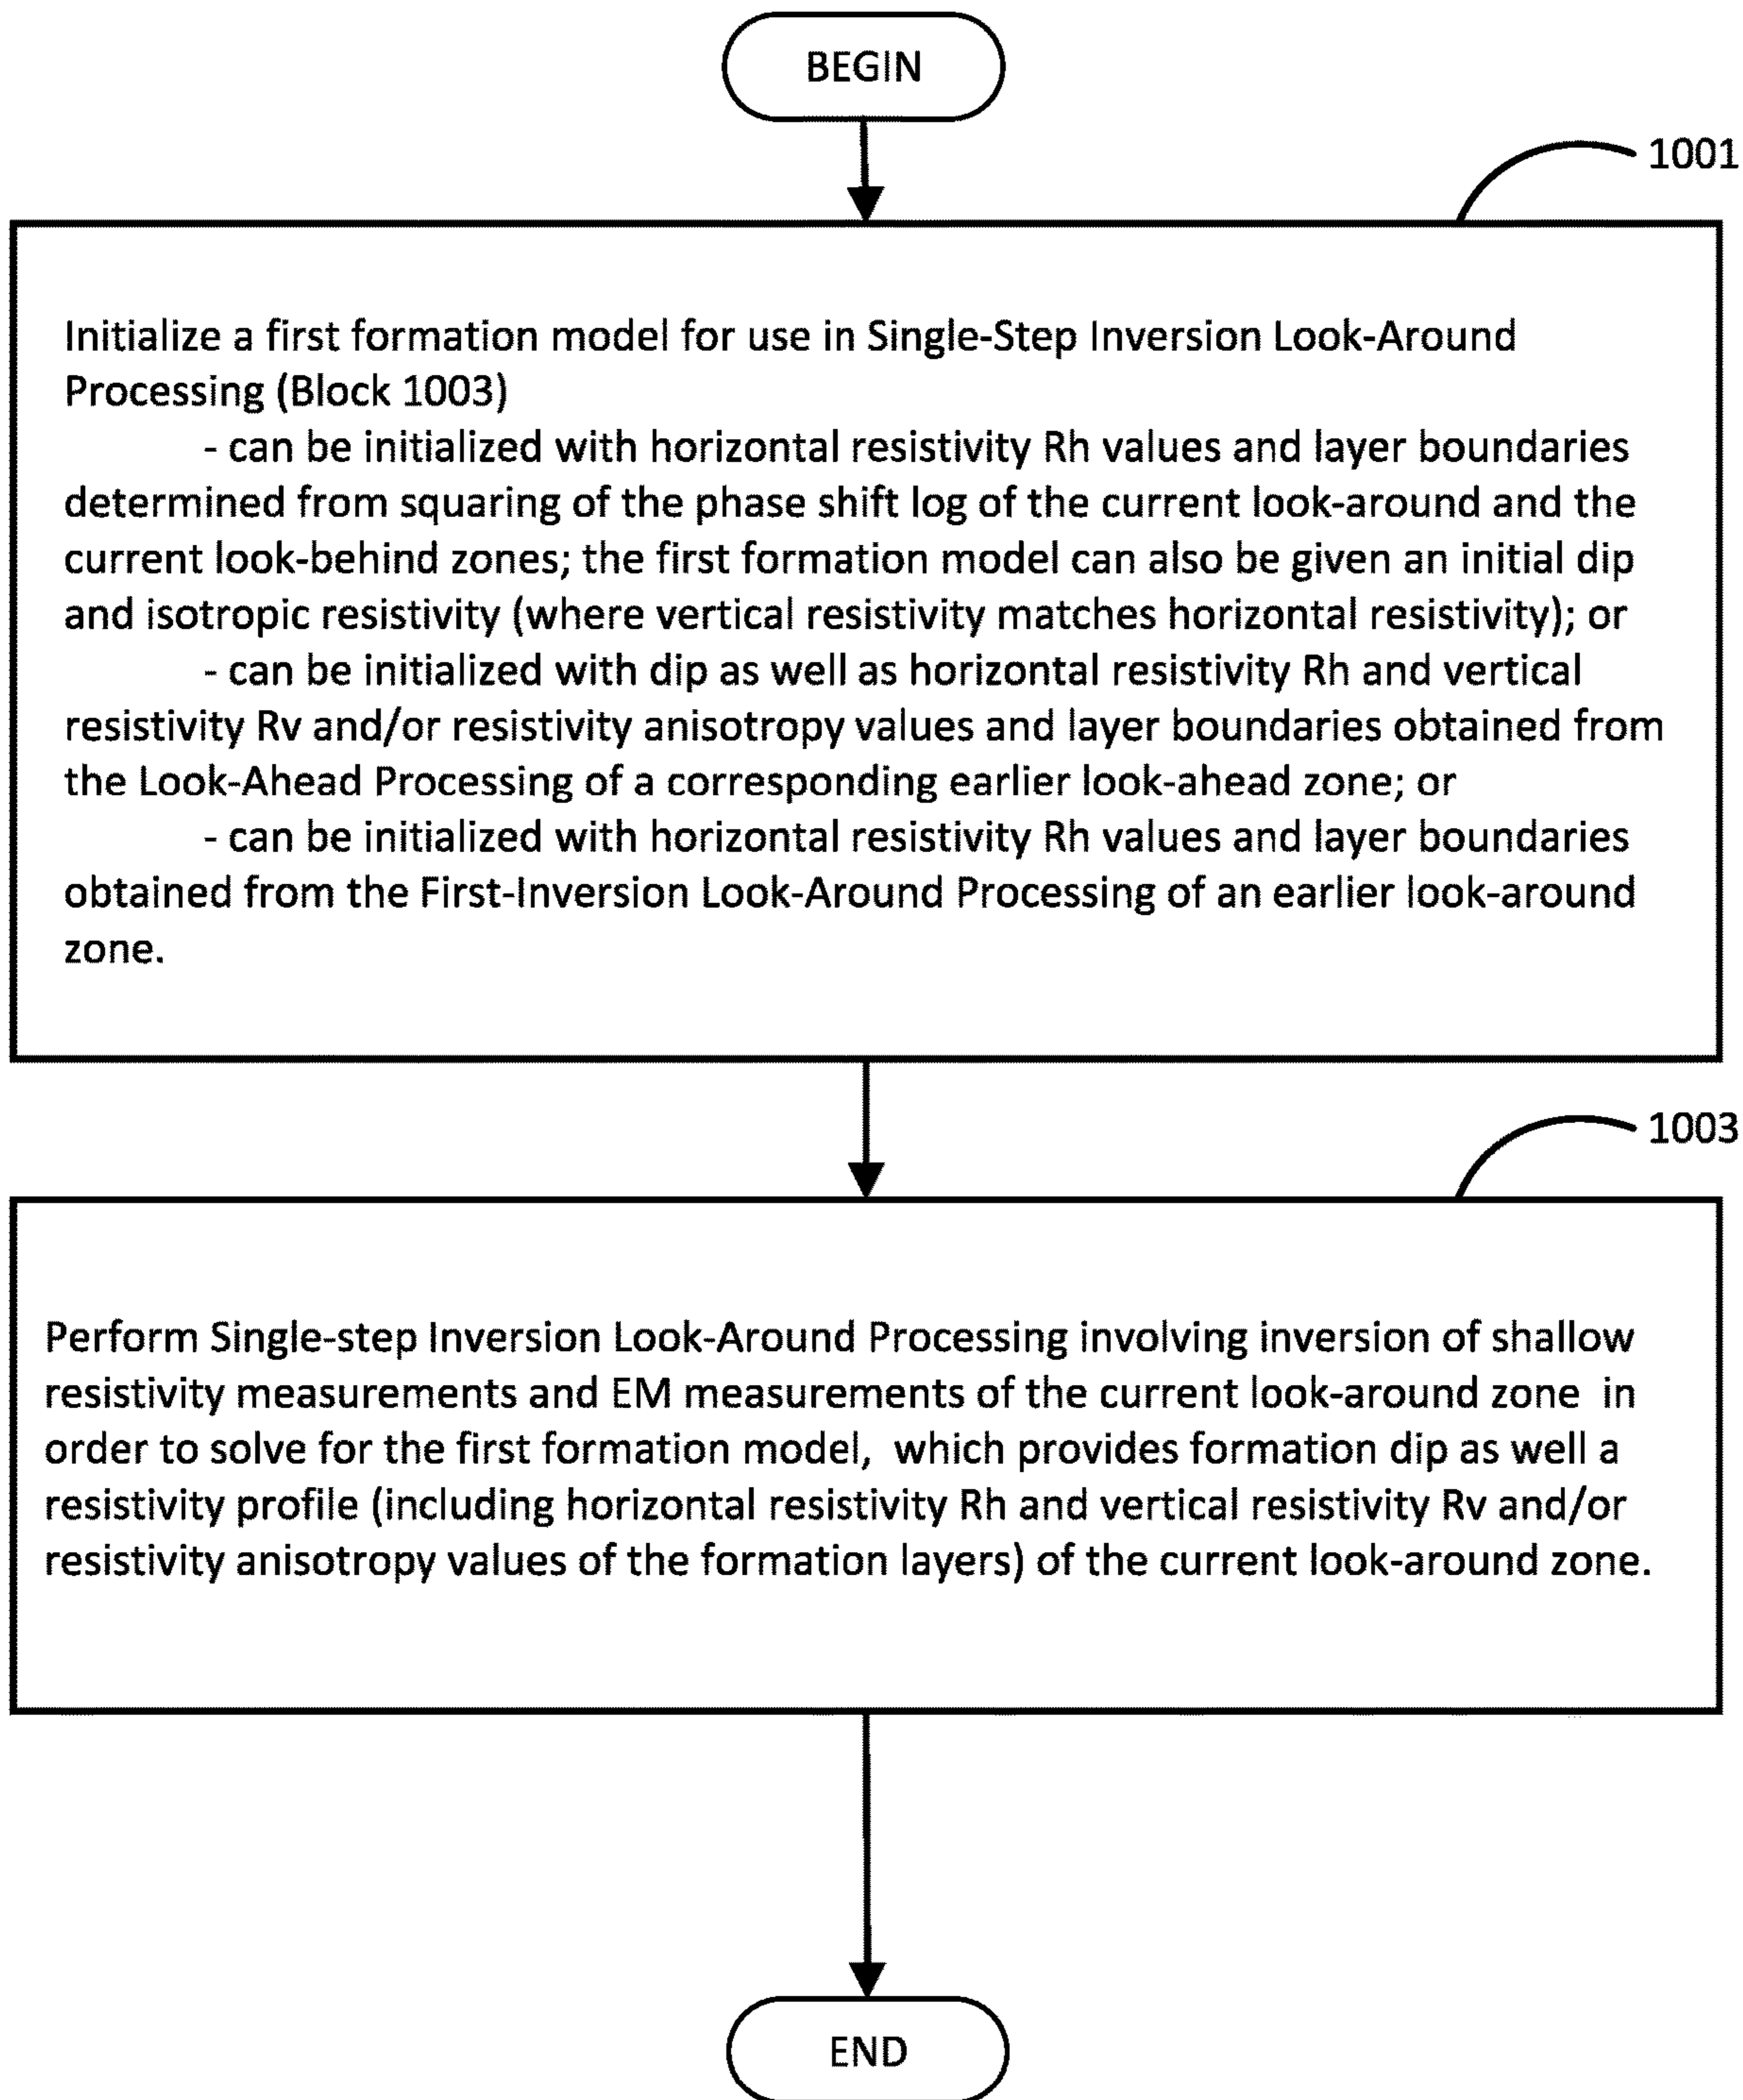 BEGIN
1001
Initialize a first formation model for use in Single-Step Inversion Look-Around
Processing (Block 1003)
- can be initialized with horizontal resistivity Rh values and layer boundaries
determined from squaring of the phase shift log of the current look-around and the
current look-behind zones; the first formation model can also be given an initial dip
and isotropic resistivity (where vertical resistivity matches horizontal resistivity); or
- can be initialized with dip as well as horizontal resistivity Rh and vertical
resistivity Rv and/or resistivity anisotropy values and layer boundaries obtained from
the Look-Ahead Processing of a corresponding earlier look-ahead zone; or
- can be initialized with horizontal resistivity Rh values and layer boundaries
obtained from the First-Inversion Look-Around Processing of an earlier look-around
zone.
1003
Perform Single-step Inversion Look-Around Processing involving inversion of shallow
resistivity measurements and EM measurements of the current look-around zone in
order to solve for the first formation model, which provides formation dip as well a
resistivity profile (including horizontal resistivity Rh and vertical resistivity Rv and/or
resistivity anisotropy values of the formation layers) of the current look-around zone.
END